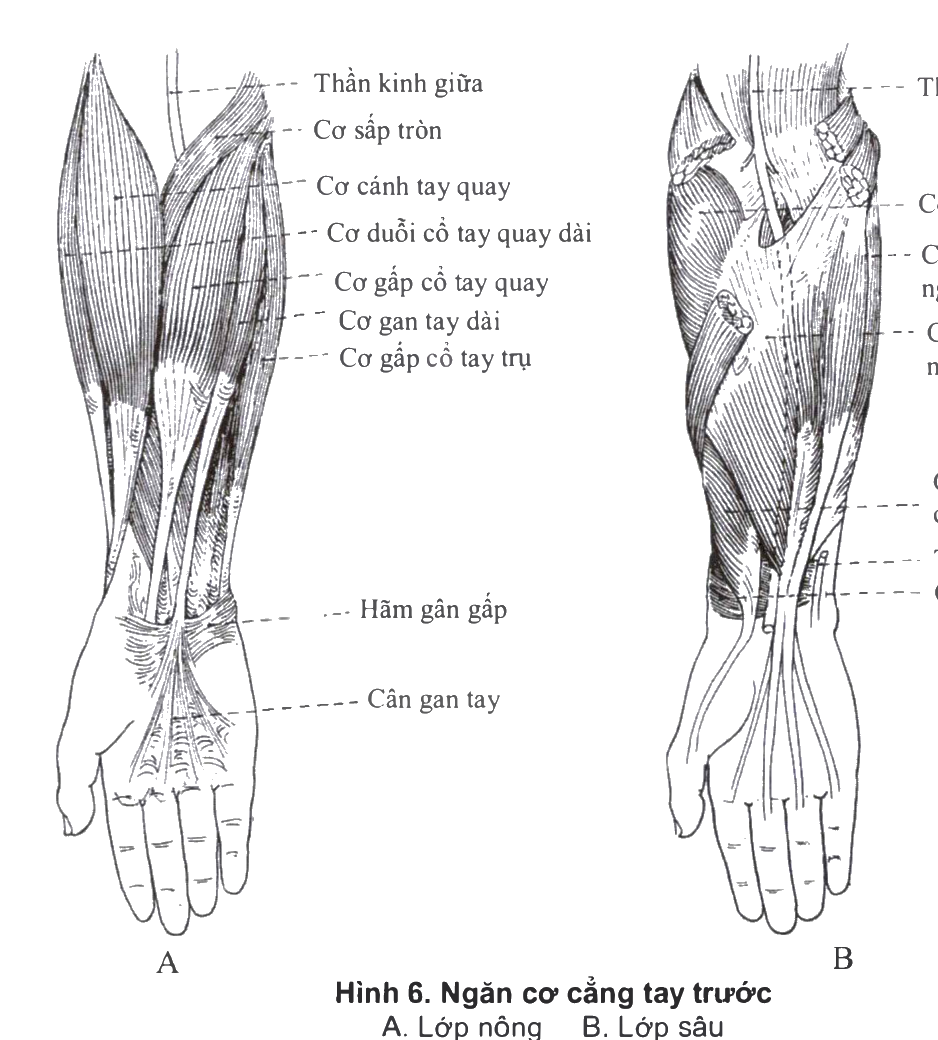 Thần kinh giữa
Cơ sấp tròn
Cơ cánh tay quay
Cơ duỗi cổ tay quay dài
Cơ gấp cổ tay quay
Cơ gan tay dài
Cơ gấp cổ tay trụ
Hãm gân gấp
Cân gan tay
A
B
Hình 6. Ngăn cơ cẳng tay trước
A. Lớp nông B. Lớp sâu